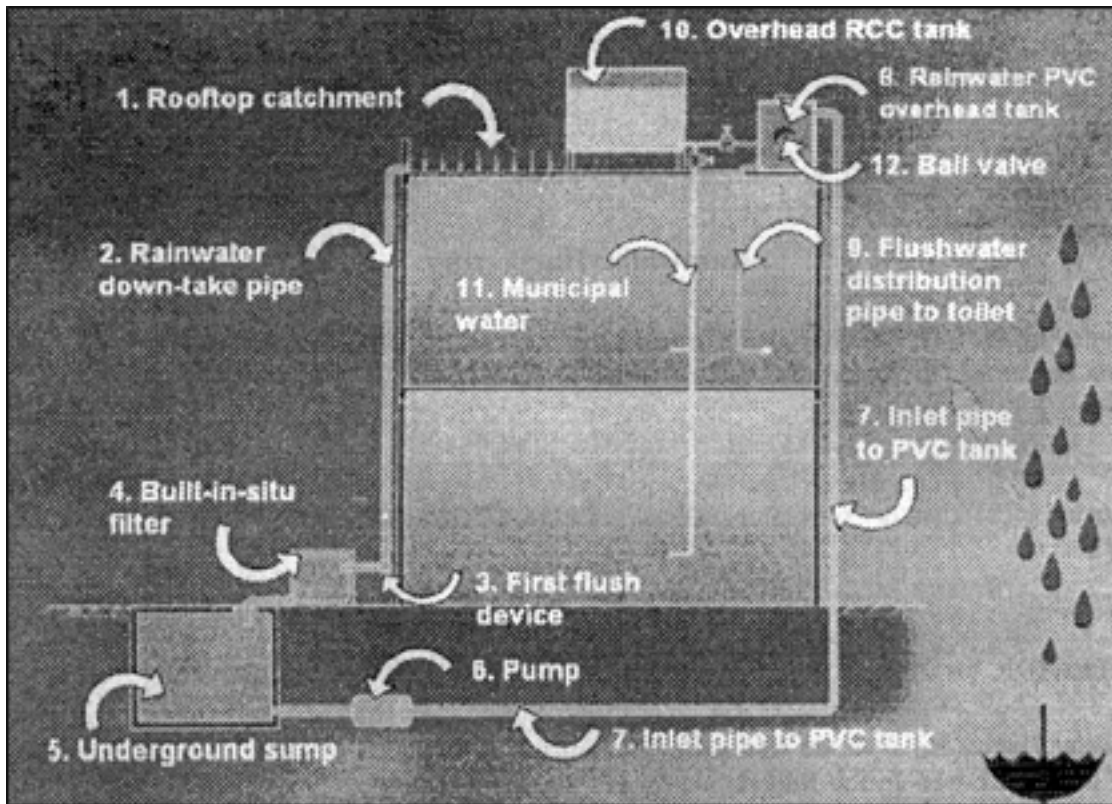 10. Overhead RCC tank
1. Rooftop catchment
8. Rainwater PVC
overhead tank
12. Ball valve
2. Rainwater
down-take pipe
11. Municipal
water
9. Flushwater
distribution
pipe to toilet
7. Inlet pipe
to PVC tank
4. Built-in-situ
filter
3. First flush
device
6. Pump
5. Underground sump
7. Inlet pipe to PVC tank